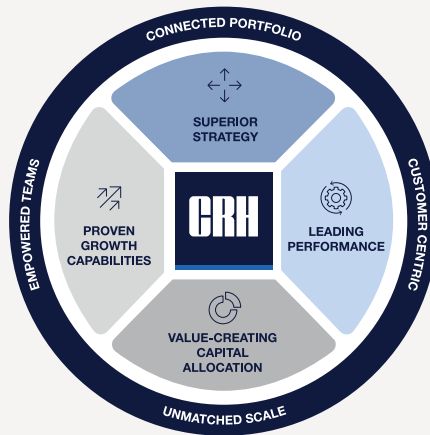 CONNECTED PORTFOLIO
SUPERIOR
STRATEGY
EMPOWERED TEAMS
PROVEN
GROWTH
CAPABILITIES
CRH
LEADING
PERFORMANCE
CUSTOMER CENTRIC
VALUE-CREATING
CAPITAL
ALLOCATION
UNMATCHED SCALE